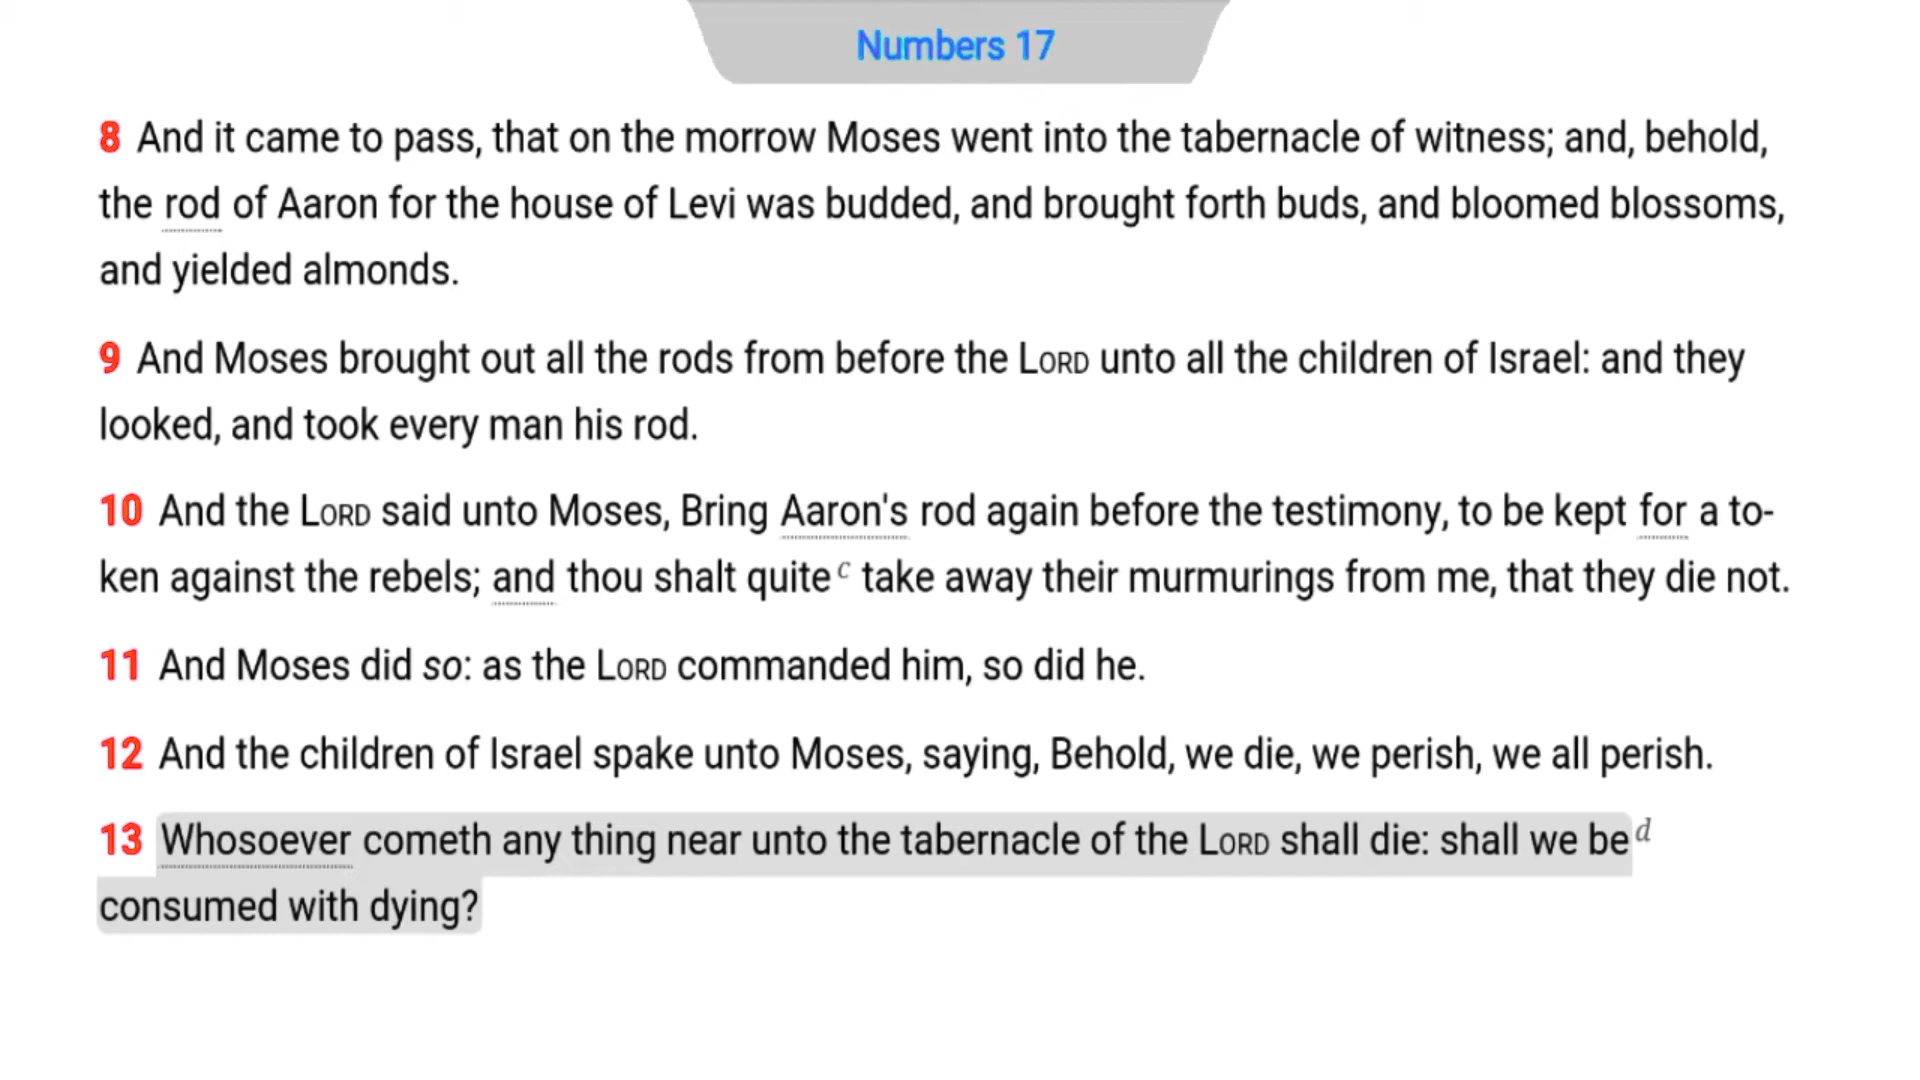 Numbers 17
8 And it came to pass, that on the morrow Moses went into the tabernacle of witness; and, behold,
the rod of Aaron for the house of Levi was budded, and brought forth buds, and bloomed blossoms,
and yielded almonds.
9 And Moses brought out all the rods from before the LORD unto all the children of Israel: and they
looked, and took every man his rod.
10 And the LORD said unto Moses, Bring Aaron's rod again before the testimony, to be kept for a to-
ken against the rebels; and thou shalt quite c take away their murmurings from me, that they die not.
11 And Moses did so: as the LORD commanded him, so did he.
12 And the children of Israel spake unto Moses, saying, Behold, we die, we perish, we all perish.
13 Whosoever cometh any thing near unto the tabernacle of the LORD shall die: shall we be d
consumed with dying?